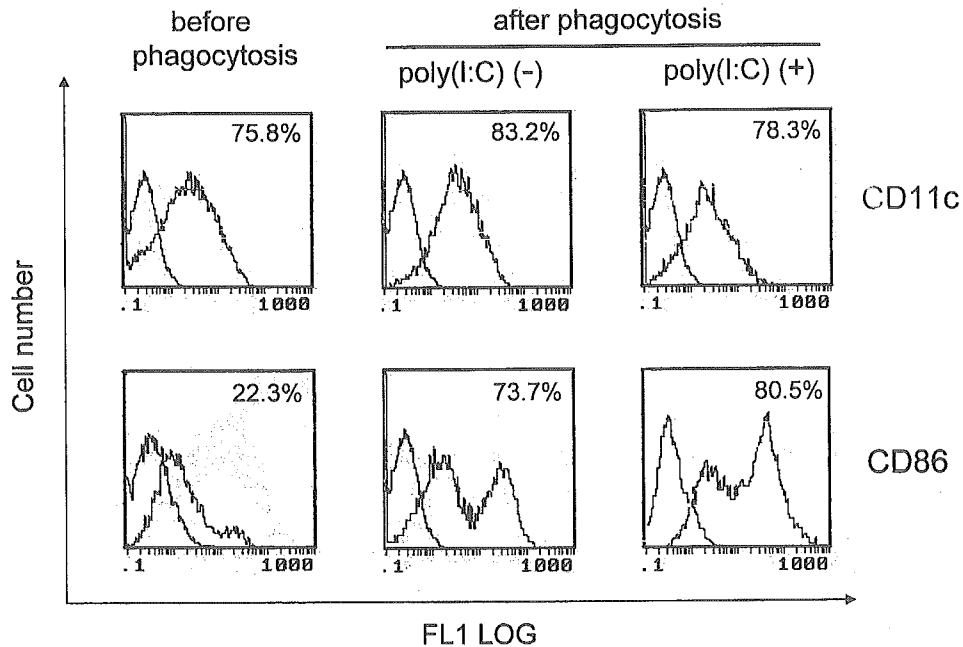 before
phagocytosis
after phagocytosis
poly(I:C) (-)
poly(I:C) (+)
75.8%
83.2%
78.3%
CD11c
.1 1000
.1 1000
.1 1000
22.3%
73.7%
80.5%
CD86
.1 1000
.1 1000
.1 1000
Cell number
FL1 LOG